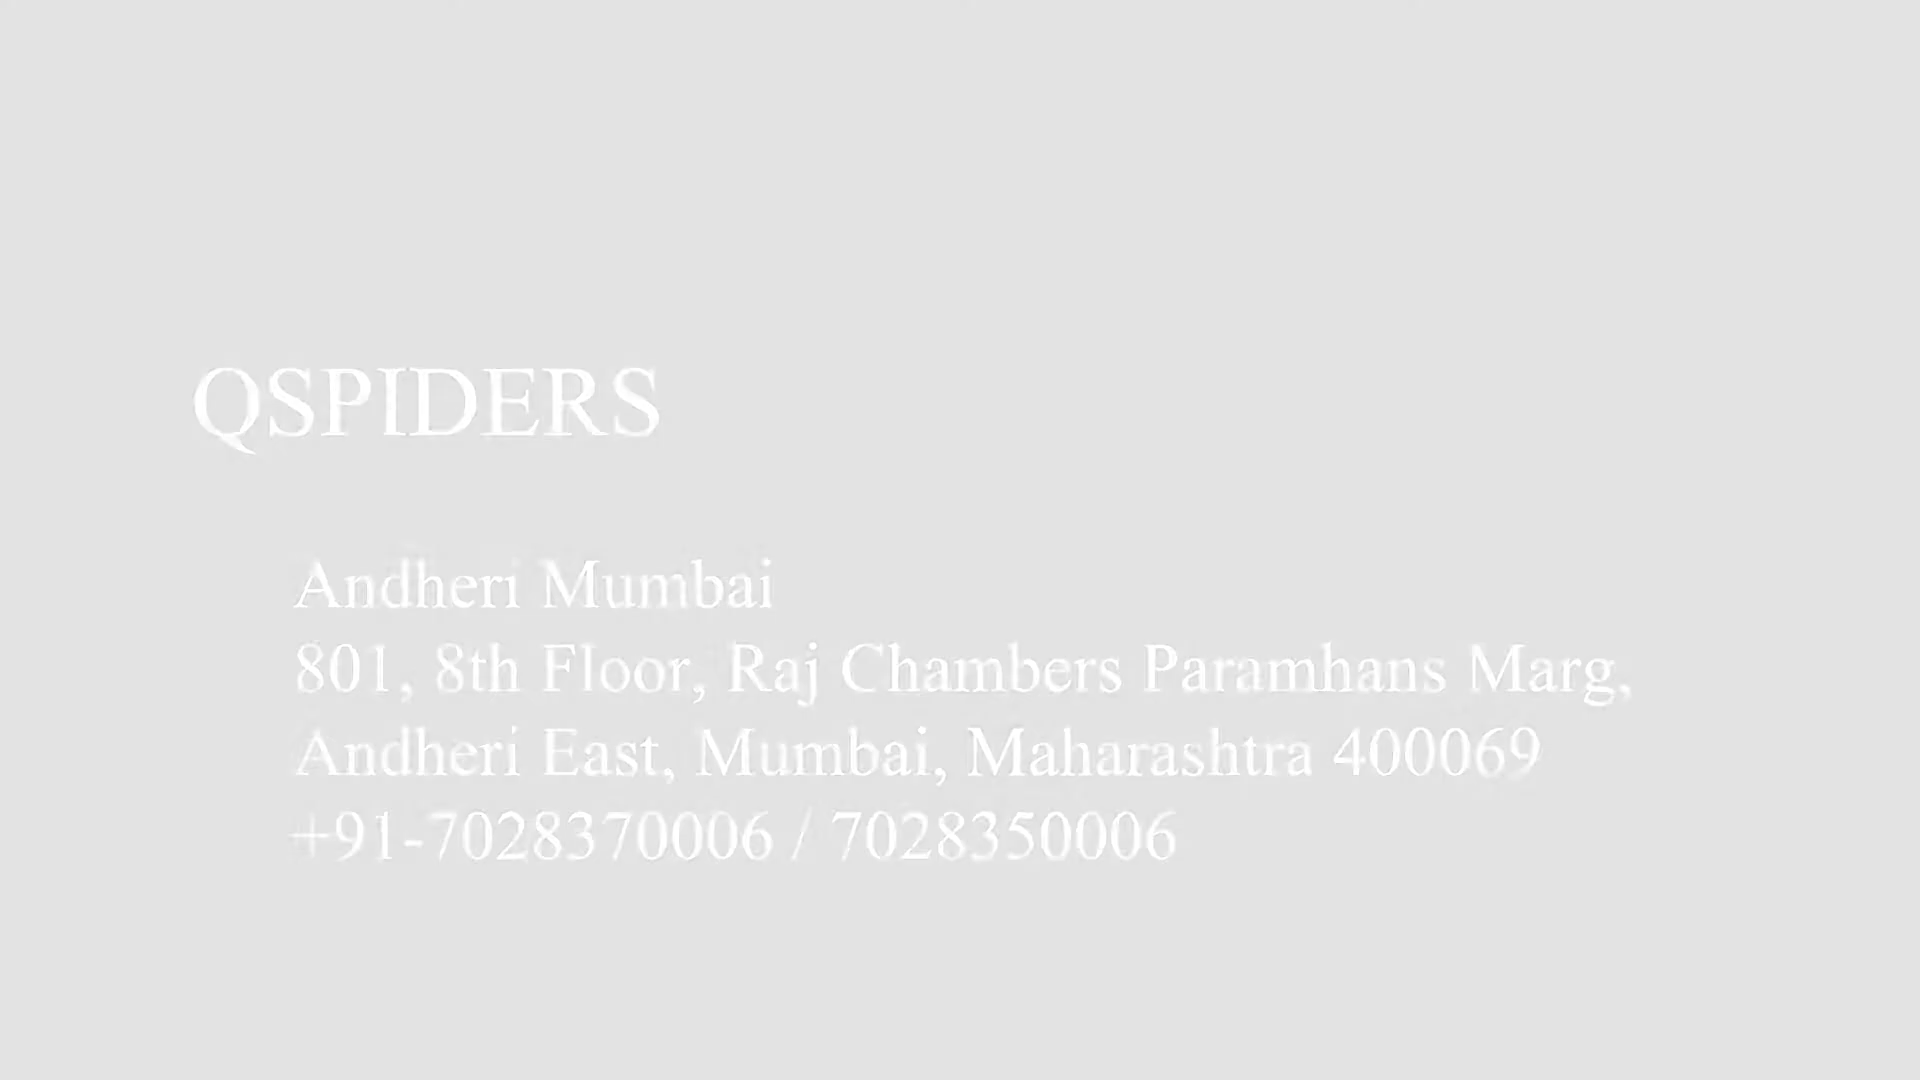 QSPIDERS
Andheri Mumbai
801, 8th Floor, Raj Chambers Paramhans Marg,
Andheri East, Mumbai, Maharashtra 400069
+91-7028370006 / 7028350006